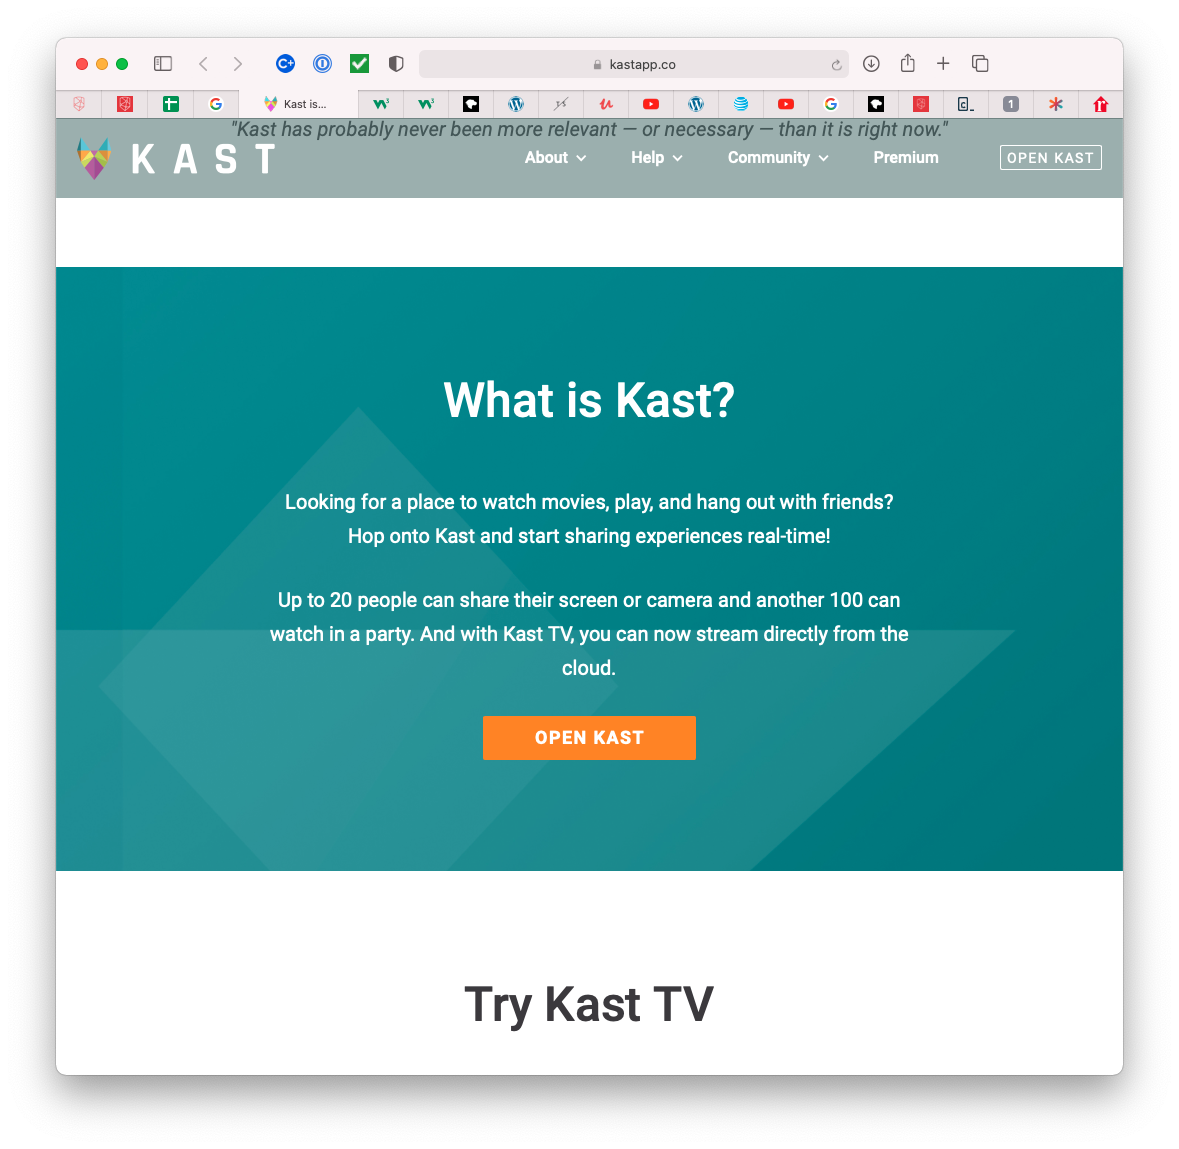 kastapp.co
Kast is...
1
"Kast has probably never been more relevant — or necessary — than it is right now."
KAST
About
Help
Community
Premium
OPEN KAST
What is Kast?
Looking for a place to watch movies, play, and hang out with friends?
Hop onto Kast and start sharing experiences real-time!
Up to 20 people can share their screen or camera and another 100 can
watch in a party. And with Kast TV, you can now stream directly from the
cloud.
OPEN KAST
Try Kast TV